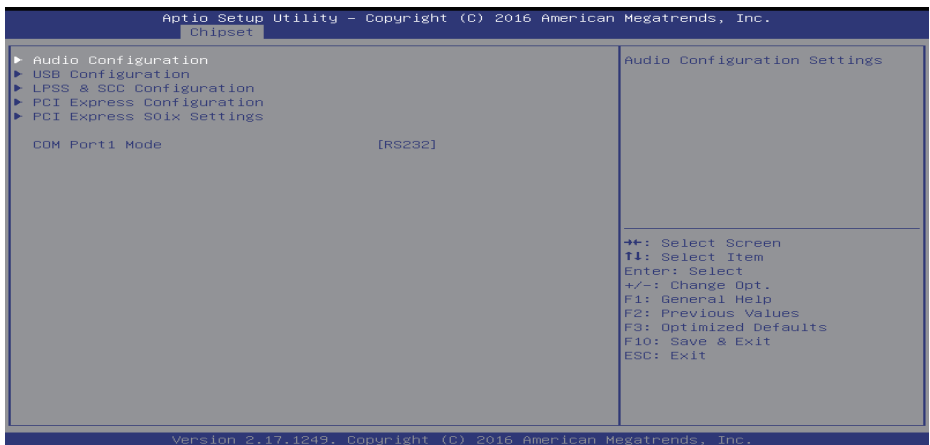 Aptio Setup Utility – Copyright (C) 2016 American Megatrends, Inc.
Chipset
▶ Audio Configuration
▶ USB Configuration
▶ LPSS & SCC Configuration
▶ PCI Express Configuration
▶ PCI Express S0ix Settings
COM Port1 Mode [RS232]
Audio Configuration Settings
→←: Select Screen
↑↓: Select Item
Enter: Select
+/-: Change Opt.
F1: General Help
F2: Previous Values
F3: Optimized Defaults
F10: Save & Exit
ESC: Exit
Version 2.17.1249. Copyright (C) 2016 American Megatrends, Inc.